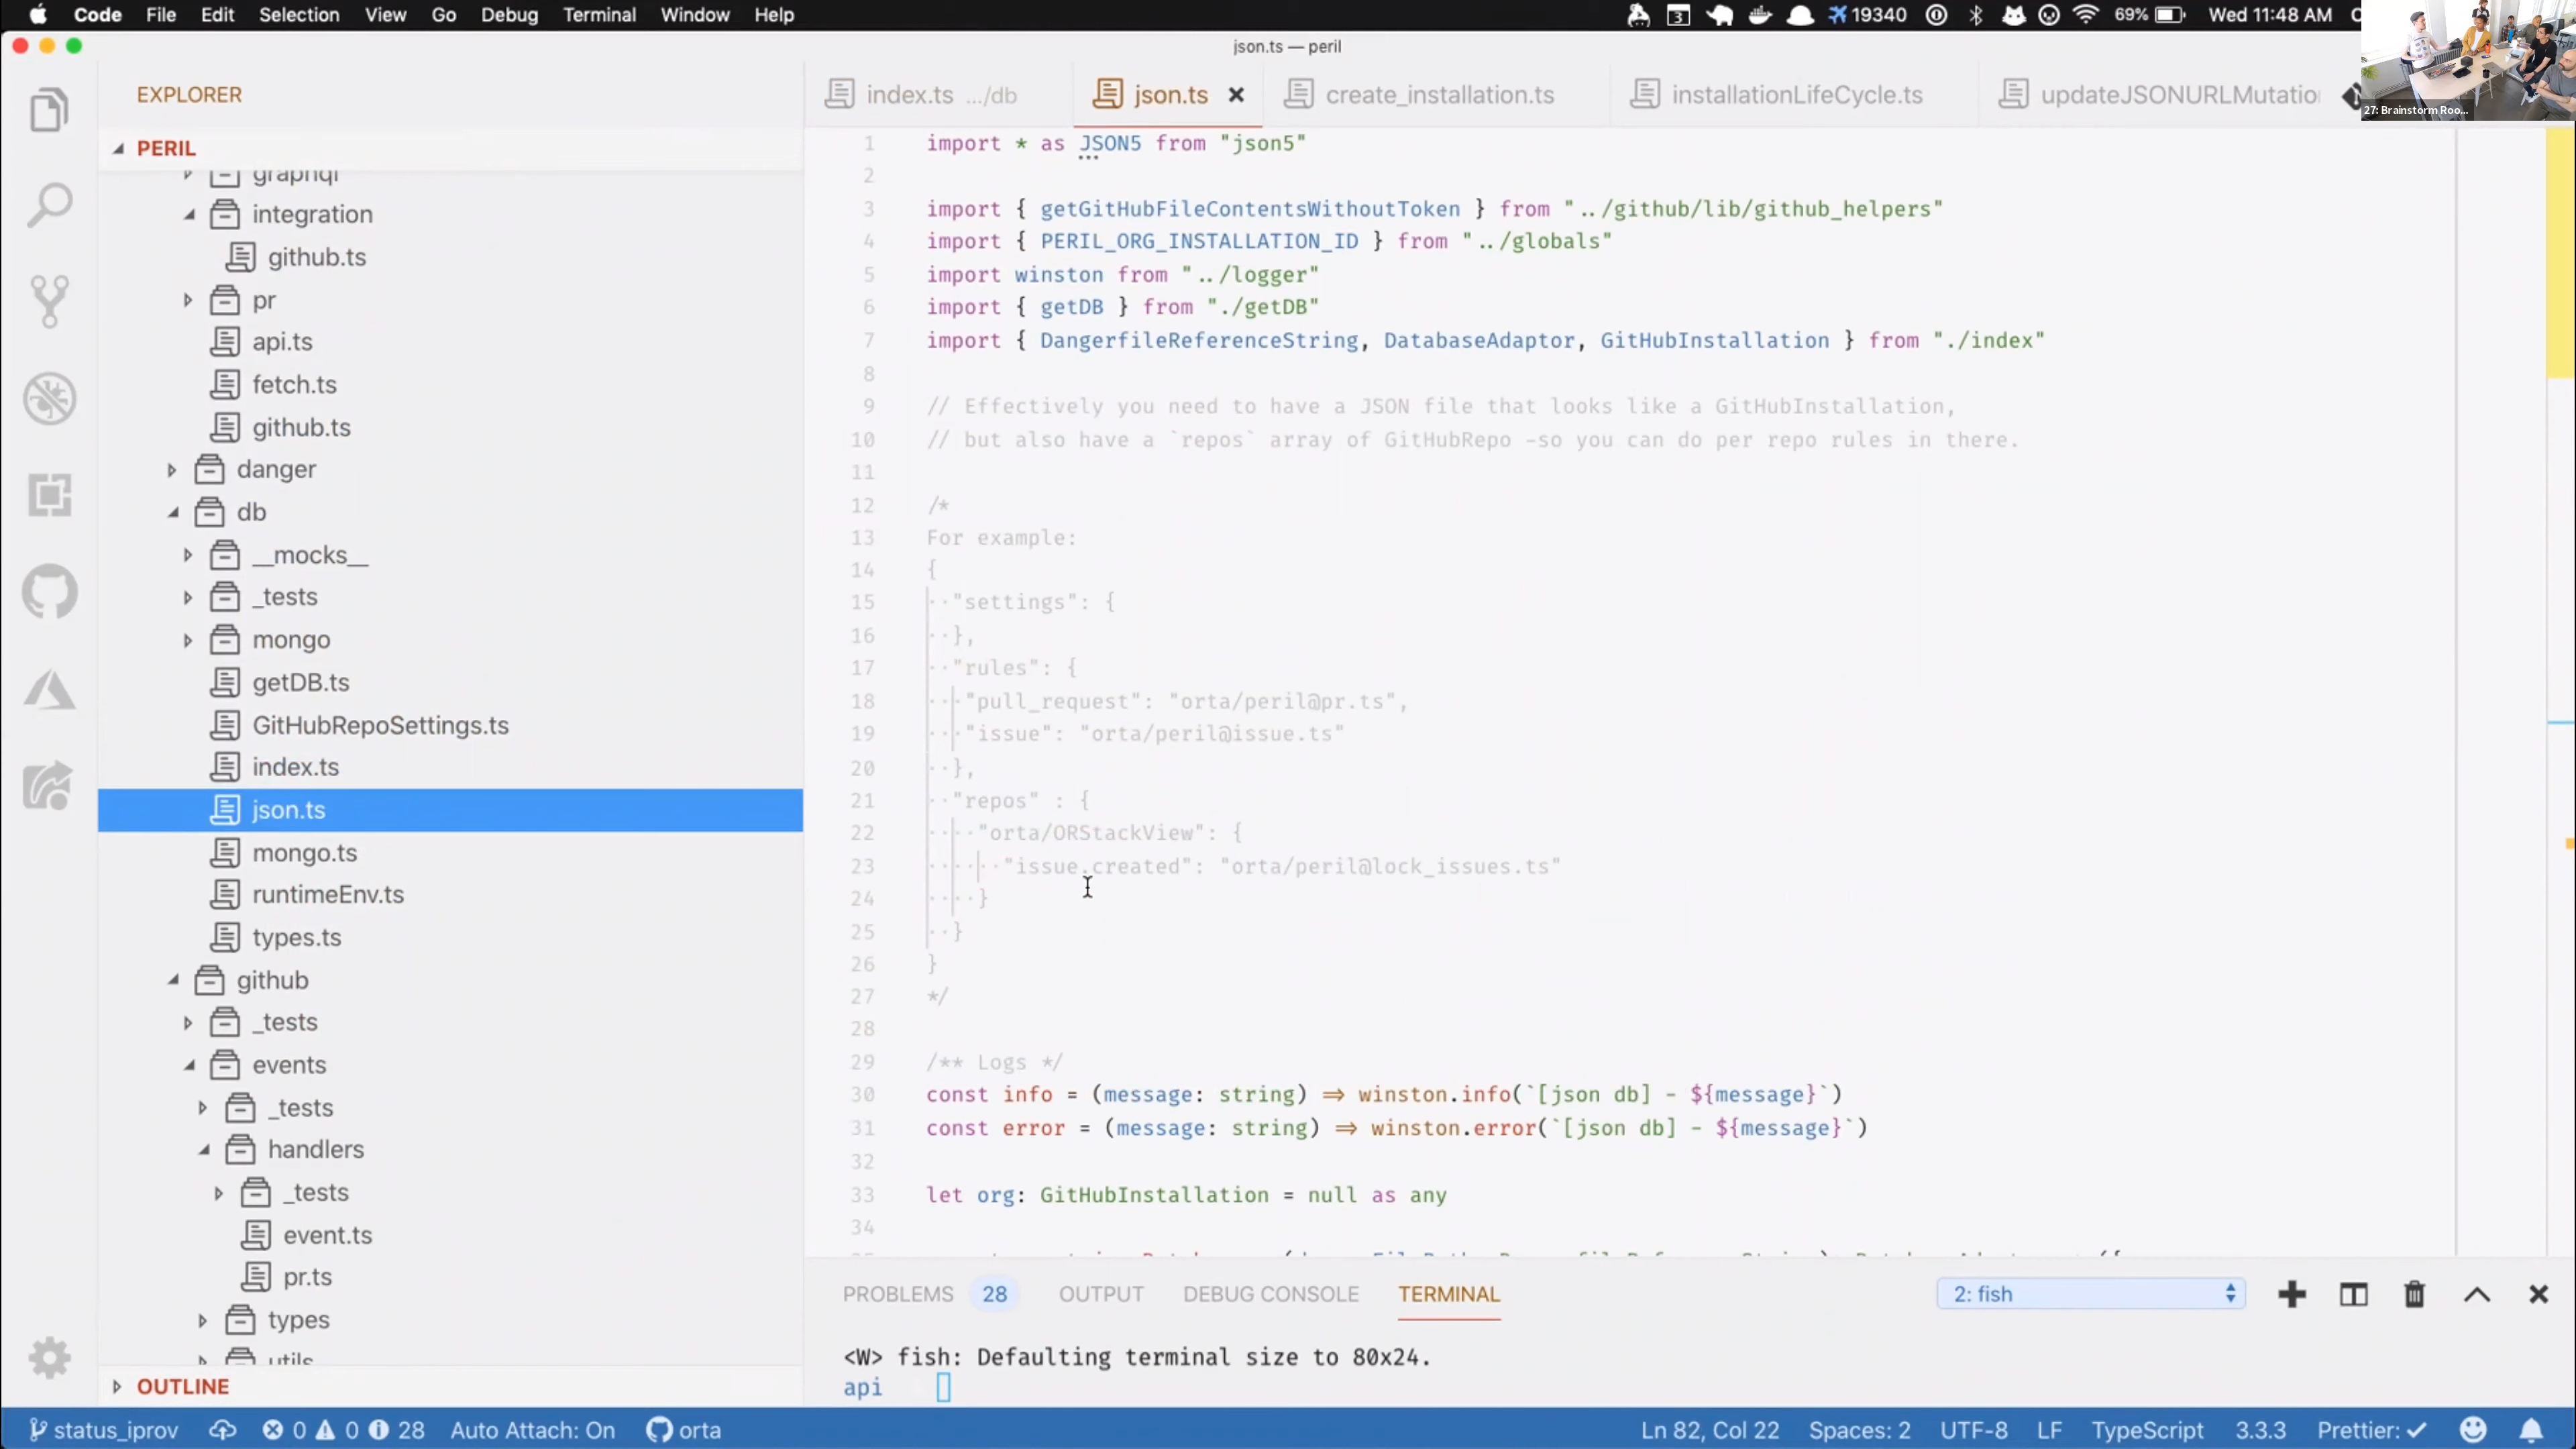 Code File Edit Selection View Go Debug Terminal Window Help
3 19340 69% Wed 11:48 AM
json.ts — peril
27: Brainstorm Roo...
EXPLORER
PERIL
graphql
integration
github.ts
pr
api.ts
fetch.ts
github.ts
danger
db
__mocks__
_tests
mongo
getDB.ts
GitHubRepoSettings.ts
index.ts
json.ts
mongo.ts
runtimeEnv.ts
types.ts
github
_tests
events
_tests
handlers
_tests
event.ts
pr.ts
types
utils
OUTLINE
index.ts .../db json.ts create_installation.ts installationLifeCycle.ts updateJSONURLMutatio
1 import * as JSON5 from "json5"
2
3 import { getGitHubFileContentsWithoutToken } from "../github/lib/github_helpers"
4 import { PERIL_ORG_INSTALLATION_ID } from "../globals"
5 import winston from "../logger"
6 import { getDB } from "./getDB"
7 import { DangerfileReferenceString, DatabaseAdaptor, GitHubInstallation } from "./index"
8
9 // Effectively you need to have a JSON file that looks like a GitHubInstallation,
10 // but also have a `repos` array of GitHubRepo -so you can do per repo rules in there.
11
12 /*
13 For example:
14 {
15 "settings": {
16 },
17 "rules": {
18 "pull_request": "orta/peril@pr.ts",
19 "issue": "orta/peril@issue.ts"
20 },
21 "repos" : {
22 "orta/ORStackView": {
23 "issue.created": "orta/peril@lock_issues.ts"
24 }
25 }
26 }
27 */
28
29 /** Logs */
30 const info = (message: string) => winston.info(`[json db] - ${message}`)
31 const error = (message: string) => winston.error(`[json db] - ${message}`)
32
33 let org: GitHubInstallation = null as any
34
PROBLEMS 28 OUTPUT DEBUG CONSOLE TERMINAL 2: fish
<W> fish: Defaulting terminal size to 80x24.
api
status_iprov 0 0 28 Auto Attach: On orta Ln 82, Col 22 Spaces: 2 UTF-8 LF TypeScript 3.3.3 Prettier: ✓